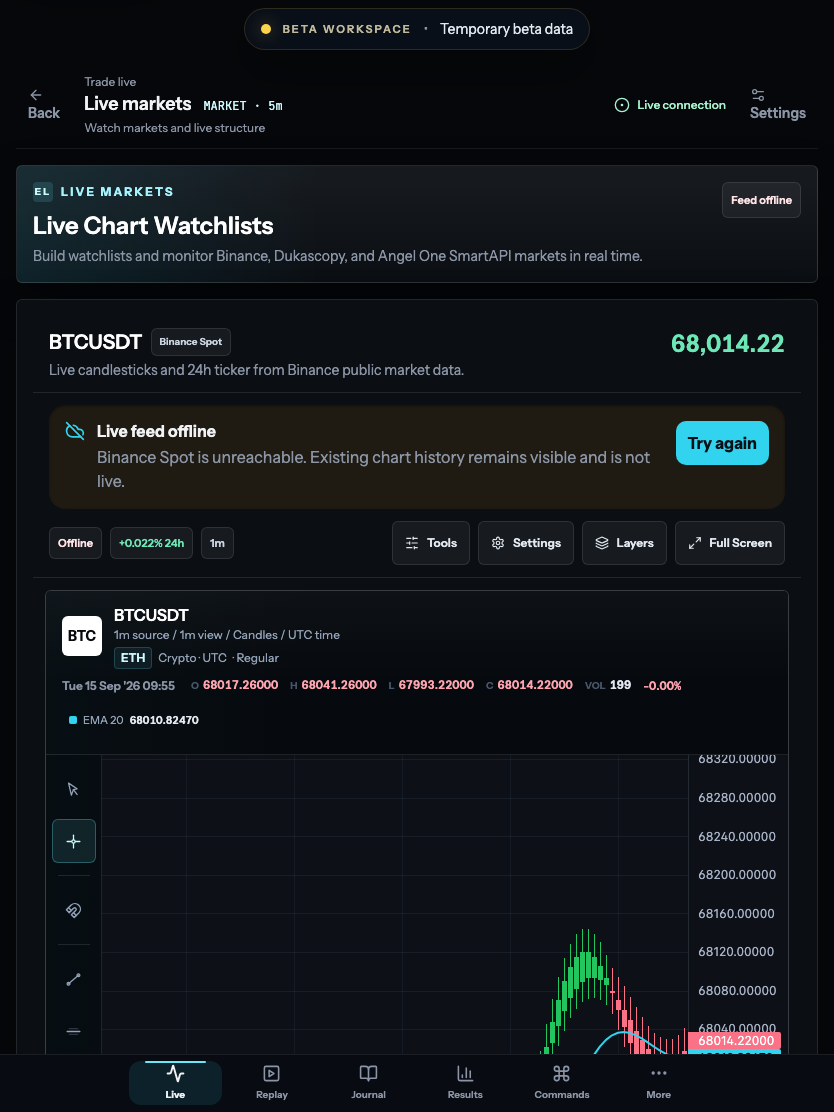 BETA WORKSPACE · Temporary beta data
Trade live
Back
Live markets MARKET · 5m
Live connection
Settings
Watch markets and live structure
EL LIVE MARKETS
Feed offline
Live Chart Watchlists
Build watchlists and monitor Binance, Dukascopy, and Angel One SmartAPI markets in real time.
BTCUSDT Binance Spot
68,014.22
Live candlesticks and 24h ticker from Binance public market data.
Live feed offline
Binance Spot is unreachable. Existing chart history remains visible and is not
live.
Try again
Offline +0.022% 24h 1m
Tools Settings Layers Full Screen
BTC
BTCUSDT
1m source / 1m view / Candles / UTC time
ETH Crypto · UTC · Regular
Tue 15 Sep '26 09:55 O 68017.26000 H 68041.26000 L 67993.22000 C 68014.22000 VOL 199 -0.00%
EMA 20 68010.82470
68320.00000
68280.00000
68240.00000
68200.00000
68160.00000
68120.00000
68080.00000
68040.00000
68014.22000
Live Replay Journal Results Commands More